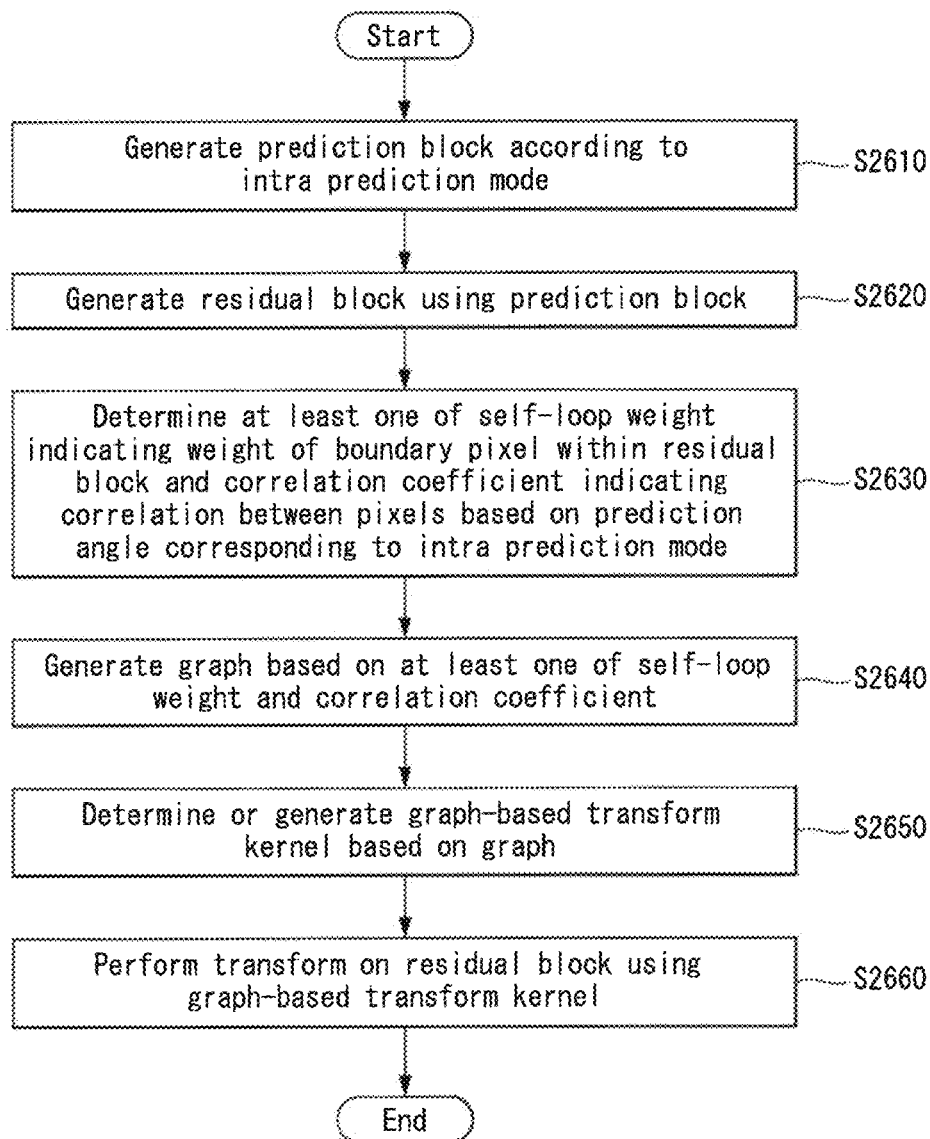 Start
Generate prediction block according to
intra prediction mode
S2610
Generate residual block using prediction block
S2620
Determine at least one of self-loop weight
indicating weight of boundary pixel within residual
block and correlation coefficient indicating
correlation between pixels based on prediction
angle corresponding to intra prediction mode
S2630
Generate graph based on at least one of self-loop
weight and correlation coefficient
S2640
Determine or generate graph-based transform
kernel based on graph
S2650
Perform transform on residual block using
graph-based transform kernel
S2660
End